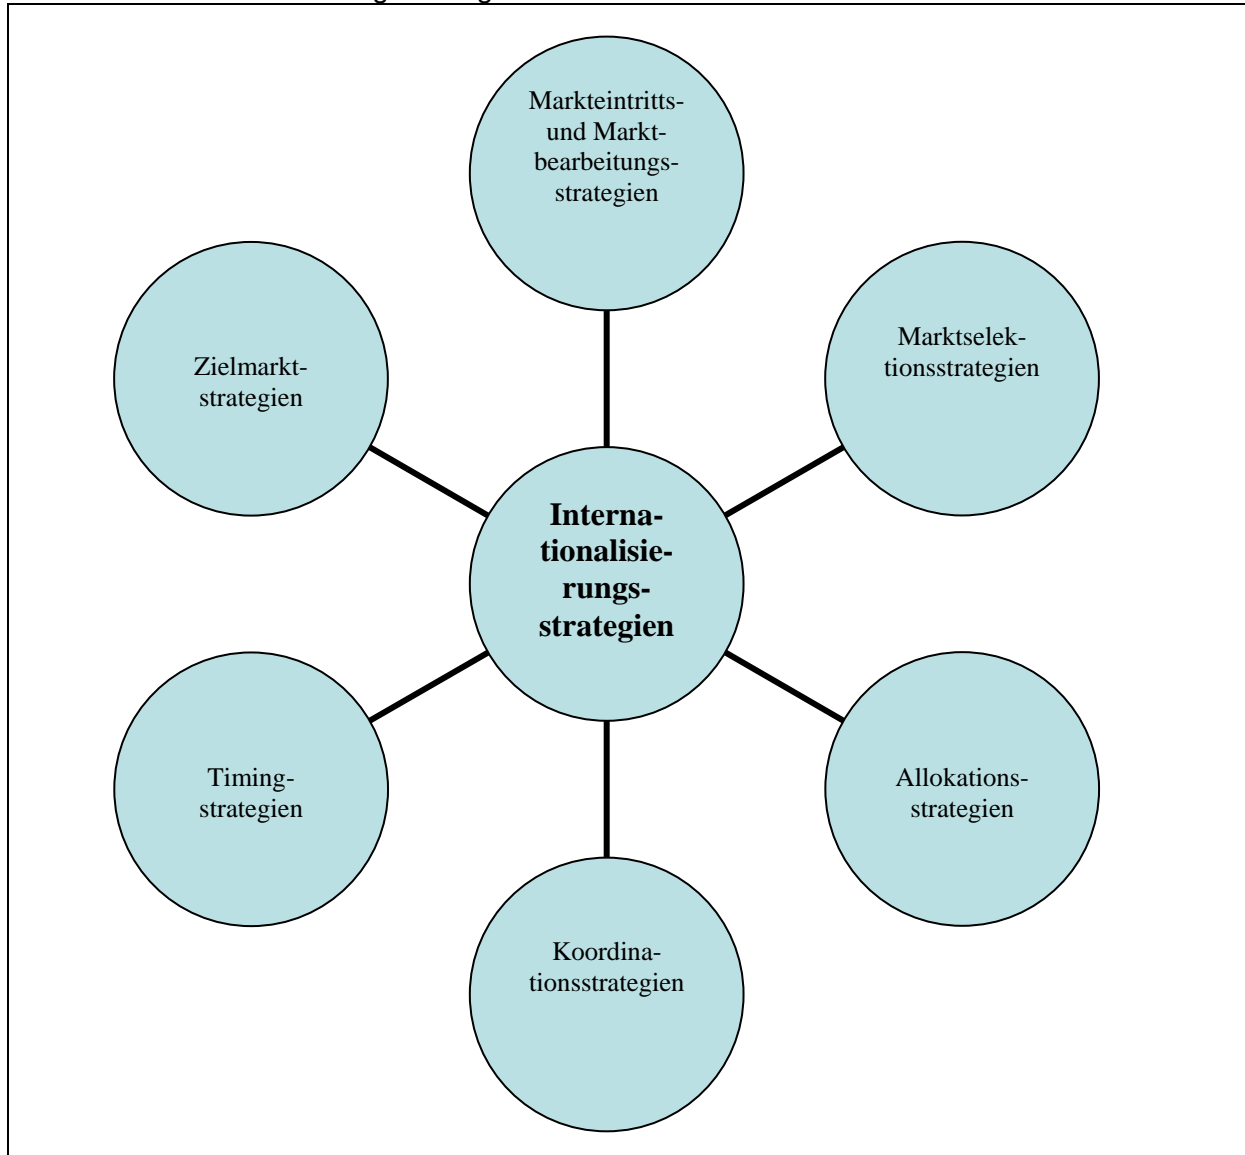 Markteintritts-
und Markt-
bearbeitungs-
strategien
Marktselek-
tionsstrategien
Zielmarkt-
strategien
Interna-
tionalisie-
rungs-
strategien
Timing-
strategien
Allokations-
strategien
Koordina-
tionsstrategien